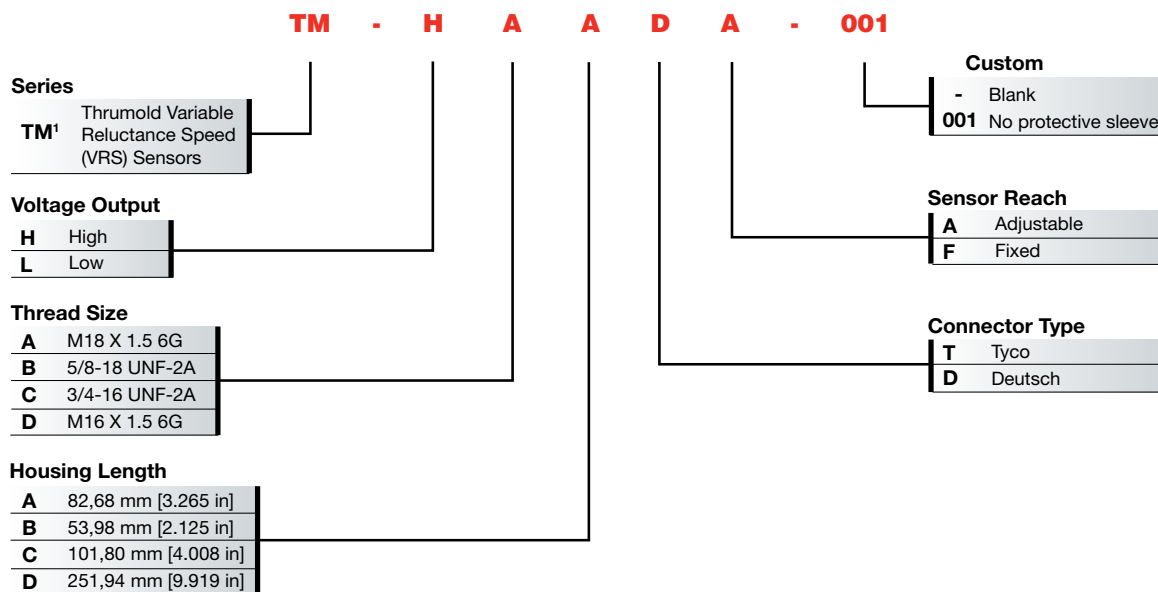 TM - H A A D A - 001
Series
TM¹ Thrumold Variable
Reluctance Speed
(VRS) Sensors
Voltage Output
H High
L Low
Thread Size
A M18 X 1.5 6G
B 5/8-18 UNF-2A
C 3/4-16 UNF-2A
D M16 X 1.5 6G
Housing Length
A 82,68 mm [3.265 in]
B 53,98 mm [2.125 in]
C 101,80 mm [4.008 in]
D 251,94 mm [9.919 in]
Custom
- Blank
001 No protective sleeve
Sensor Reach
A Adjustable
F Fixed
Connector Type
T Tyco
D Deutsch